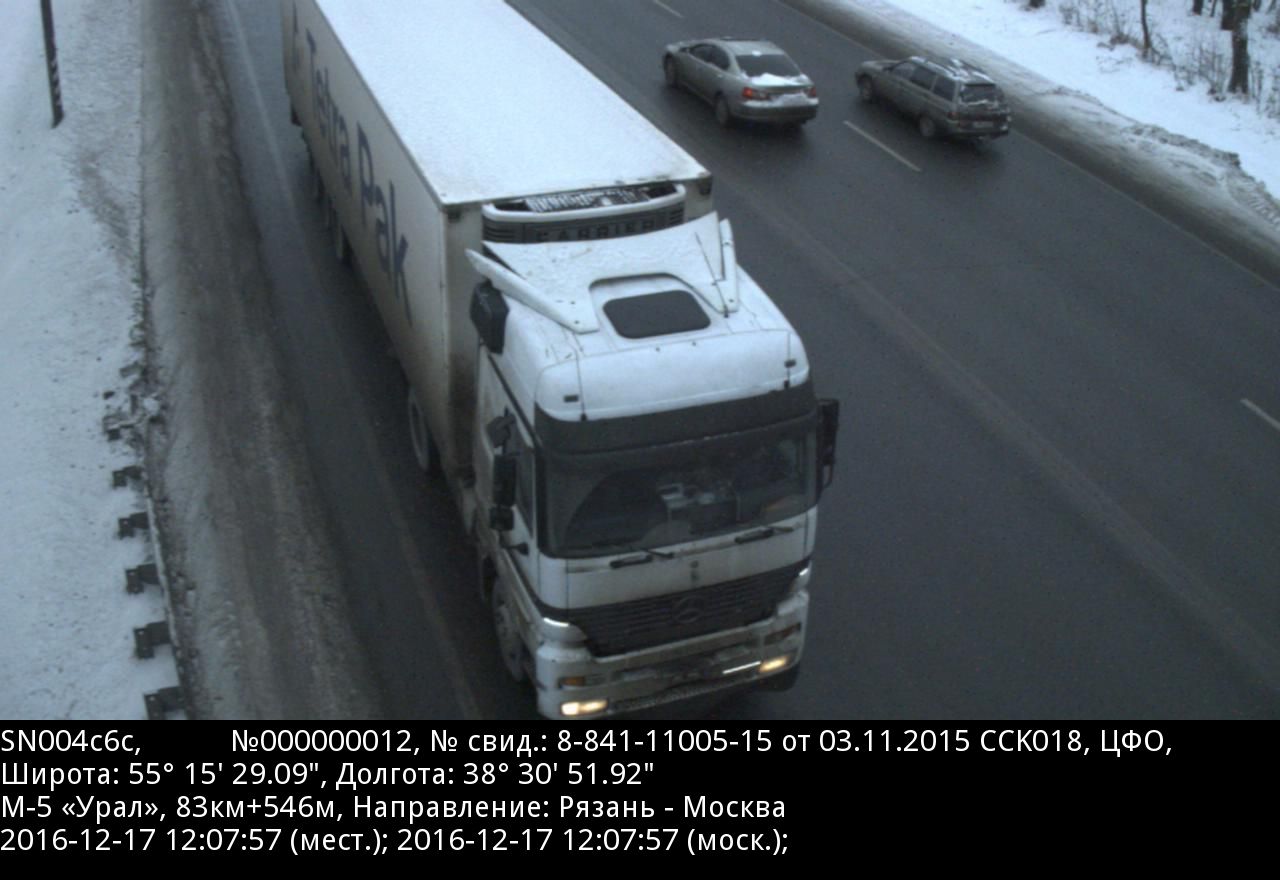 Tetra Pak
CARRIER
SN004c6c, №000000012, № свид.: 8-841-11005-15 от 03.11.2015 ССК018, ЦФО,
Широта: 55° 15' 29.09", Долгота: 38° 30' 51.92"
М-5 «Урал», 83км+546м, Направление: Рязань - Москва
2016-12-17 12:07:57 (мест.); 2016-12-17 12:07:57 (моск.);